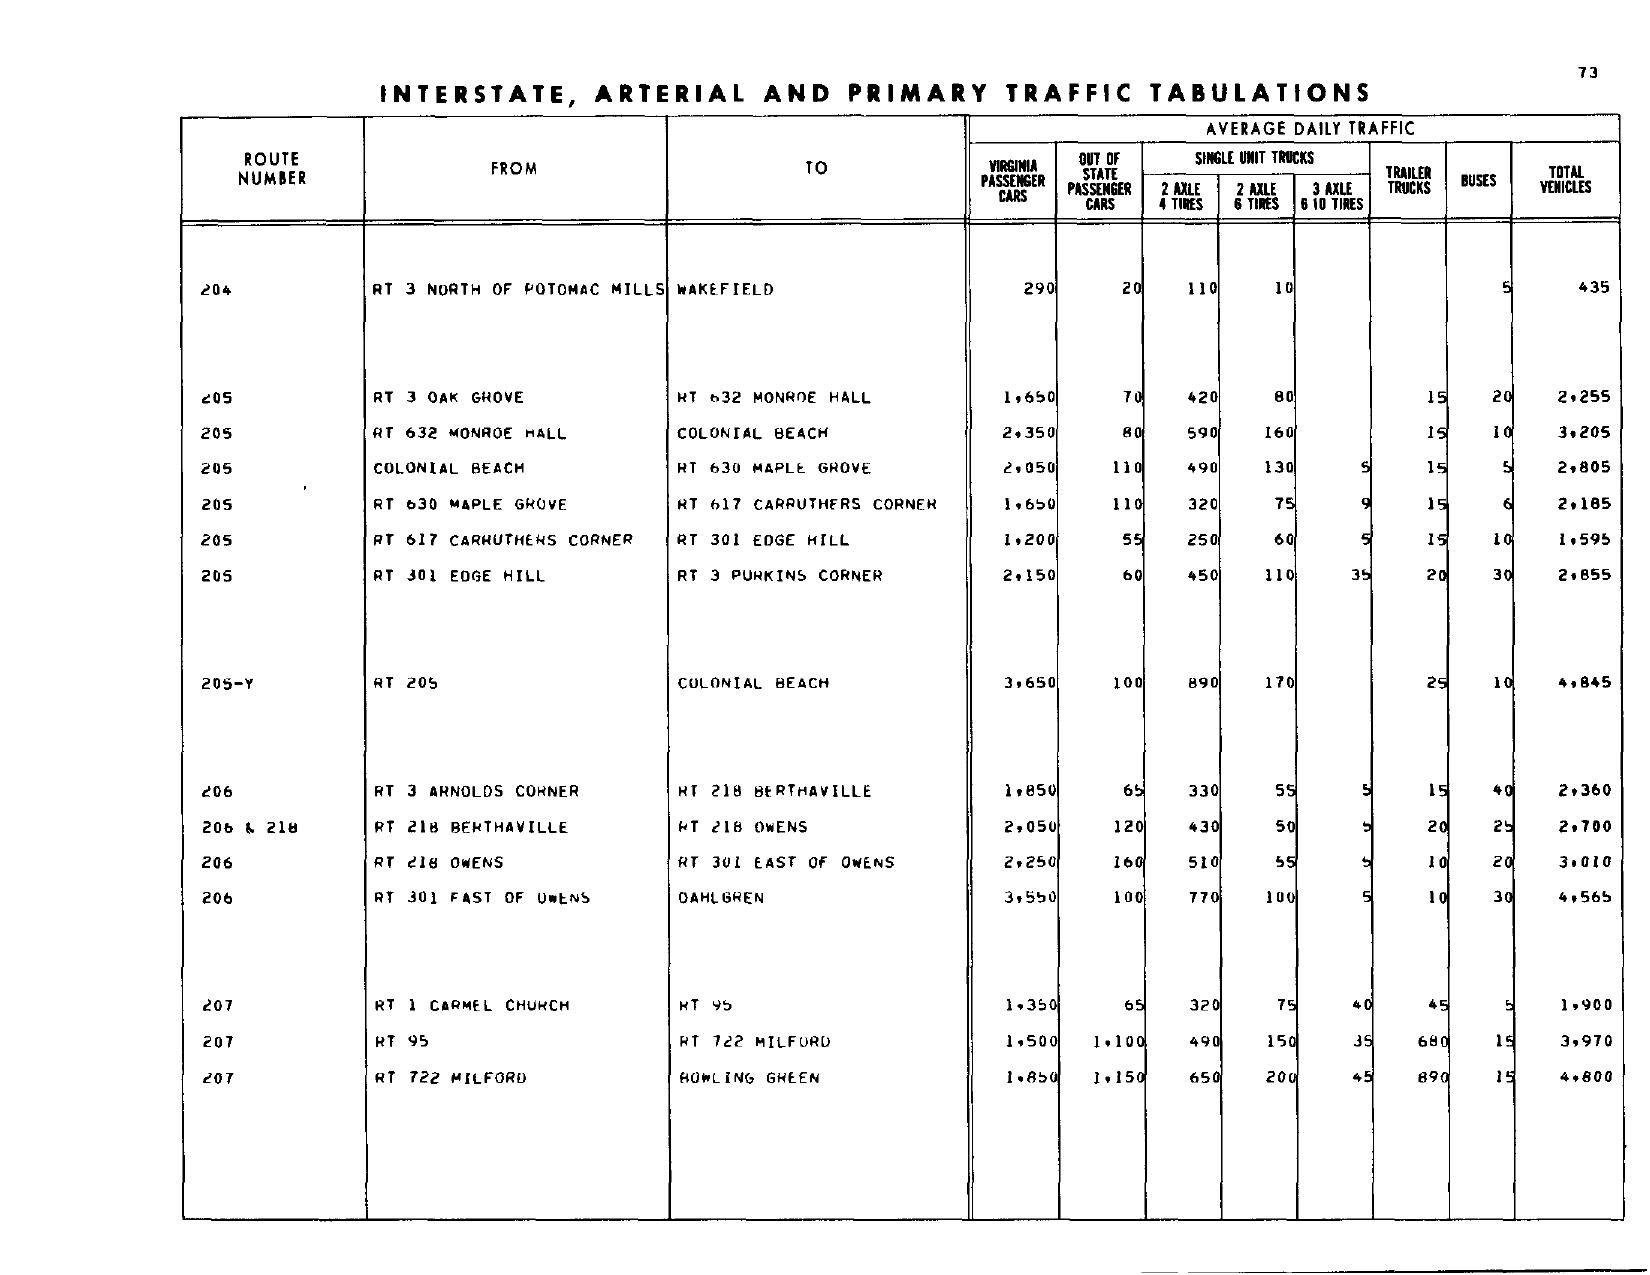 73
INTERSTATE, ARTERIAL AND PRIMARY TRAFFIC TABULATIONS
AVERAGE DAILY TRAFFIC
ROUTE NUMBER FROM TO VIRGINIA PASSENGER CARS OUT OF STATE PASSENGER CARS SINGLE UNIT TRUCKS 2 AXLE 4 TIRES 2 AXLE 6 TIRES 3 AXLE 6 10 TIRES TRAILER TRUCKS BUSES TOTAL VEHICLES
204 RT 3 NORTH OF POTOMAC MILLS WAKEFIELD 290 20 110 10 5 435
205 RT 3 OAK GROVE RT 632 MONROE HALL 1,650 70 420 80 15 20 2,255
205 RT 632 MONROE HALL COLONIAL BEACH 2,350 80 590 160 15 10 3,205
205 COLONIAL BEACH RT 630 MAPLE GROVE 2,050 110 490 130 5 15 5 2,805
205 RT 630 MAPLE GROVE RT 617 CARRUTHERS CORNER 1,650 110 320 75 9 15 6 2,185
205 RT 617 CARRUTHERS CORNER RT 301 EDGE HILL 1,200 55 250 60 5 15 10 1,595
205 RT 301 EDGE HILL RT 3 PURKINS CORNER 2,150 60 450 110 35 20 30 2,855
205-Y RT 205 COLONIAL BEACH 3,650 100 890 170 25 10 4,845
206 RT 3 ARNOLDS CORNER RT 218 BERTHAVILLE 1,850 65 330 55 5 15 40 2,360
206 & 218 RT 218 BERTHAVILLE RT 218 OWENS 2,050 120 430 50 5 20 25 2,700
206 RT 218 OWENS RT 301 EAST OF OWENS 2,250 160 510 55 5 10 20 3,010
206 RT 301 EAST OF OWENS DAHLGREN 3,550 100 770 100 5 10 30 4,565
207 RT 1 CARMEL CHURCH RT 95 1,350 65 320 75 40 45 5 1,900
207 RT 95 RT 722 MILFORD 1,500 1,100 490 150 35 680 15 3,970
207 RT 722 MILFORD BOWLING GREEN 1,850 1,150 650 200 45 890 15 4,800